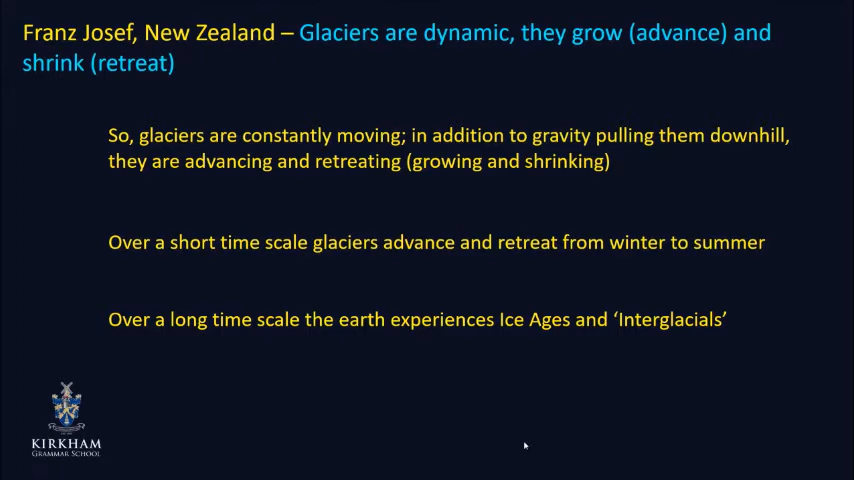 Franz Josef, New Zealand – Glaciers are dynamic, they grow (advance) and
shrink (retreat)
So, glaciers are constantly moving; in addition to gravity pulling them downhill,
they are advancing and retreating (growing and shrinking)
Over a short time scale glaciers advance and retreat from winter to summer
Over a long time scale the earth experiences Ice Ages and ‘Interglacials’
KIRKHAM
GRAMMAR SCHOOL